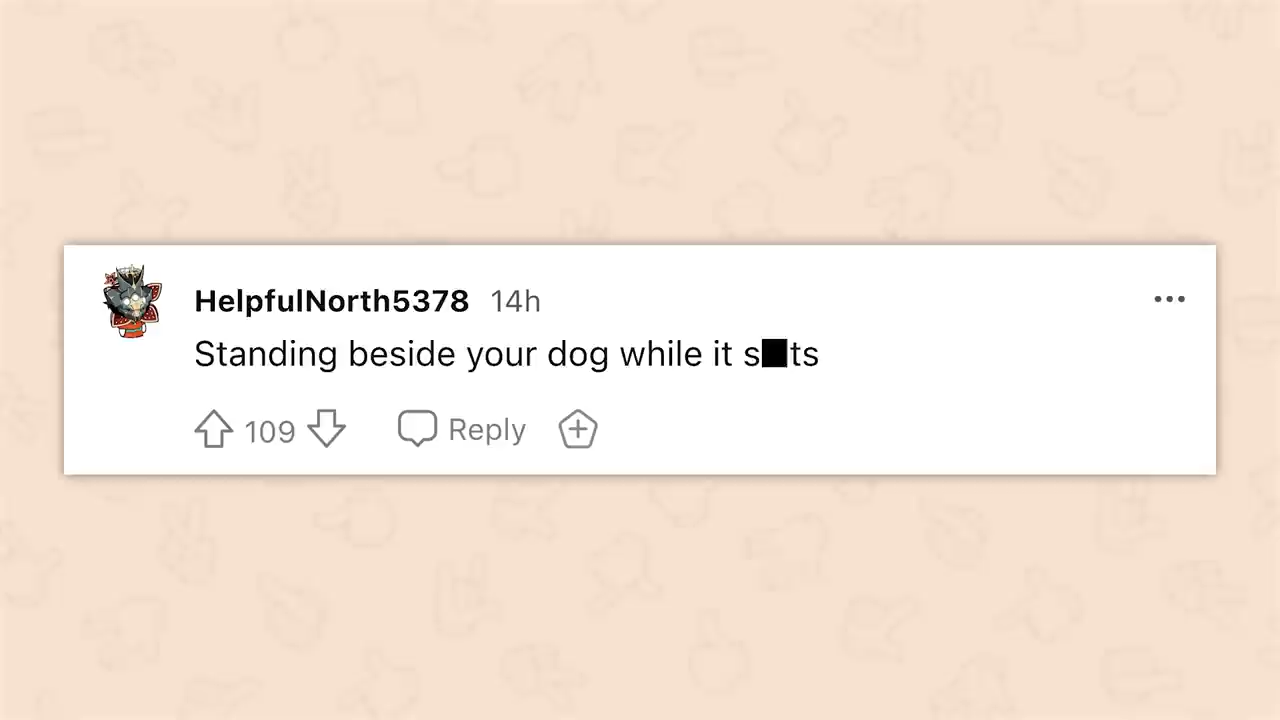 HelpfulNorth5378 14h
Standing beside your dog while it s■ts
109 Reply